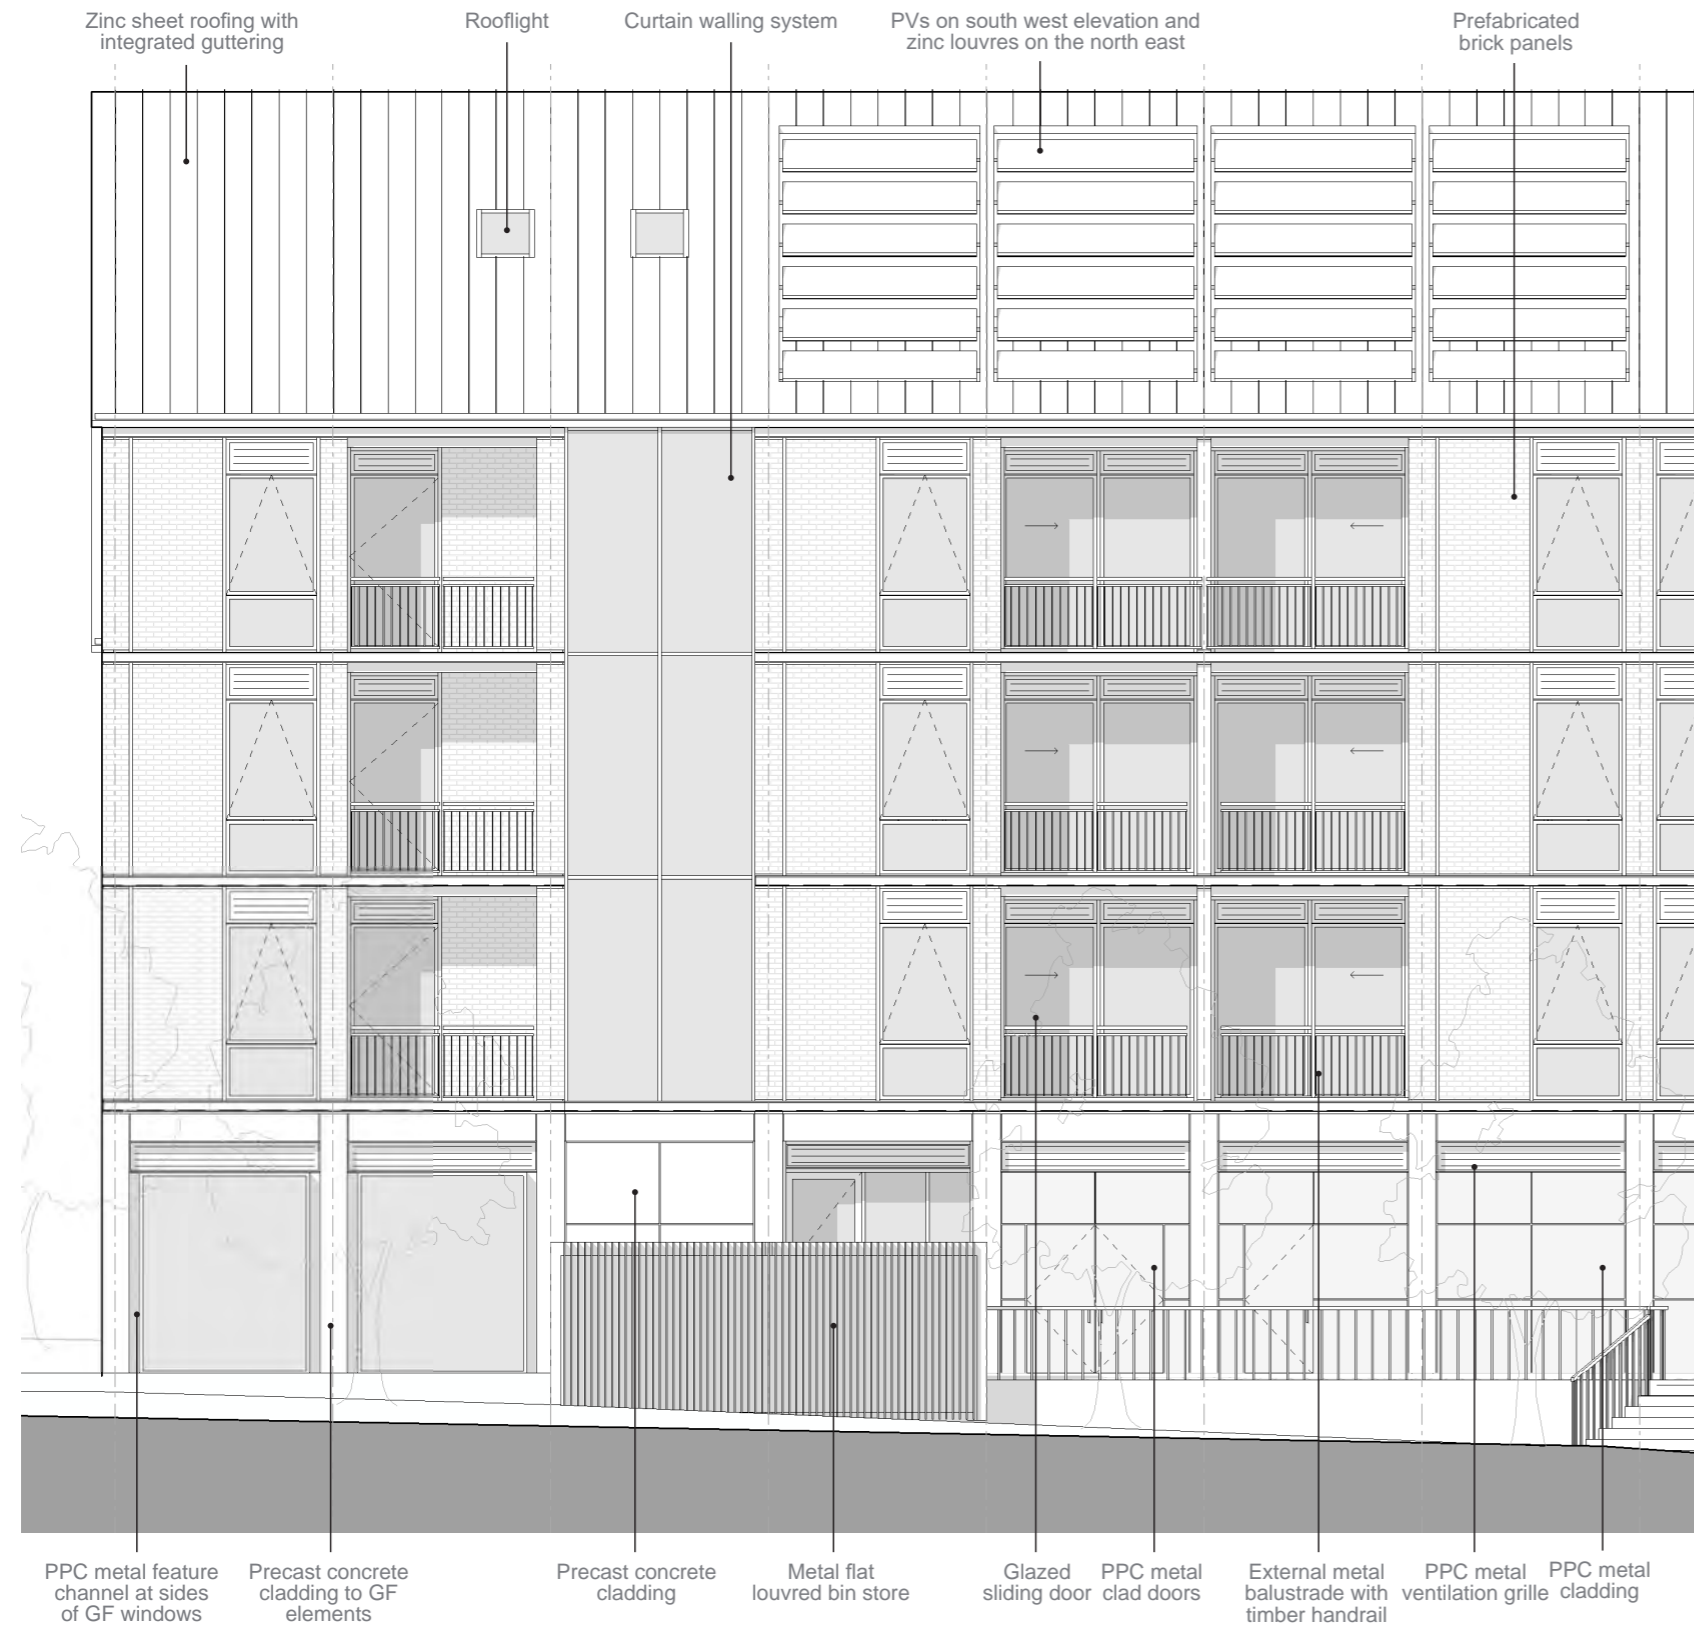 Zinc sheet roofing with
integrated guttering
Rooflight
Curtain walling system
PVs on south west elevation and
zinc louvres on the north east
Prefabricated
brick panels
PPC metal feature
channel at sides
of GF windows
Precast concrete
cladding to GF
elements
Precast concrete
cladding
Metal flat
louvred bin store
Glazed
sliding door
PPC metal
clad doors
External metal
balustrade with
timber handrail
PPC metal
ventilation grille
PPC metal
cladding